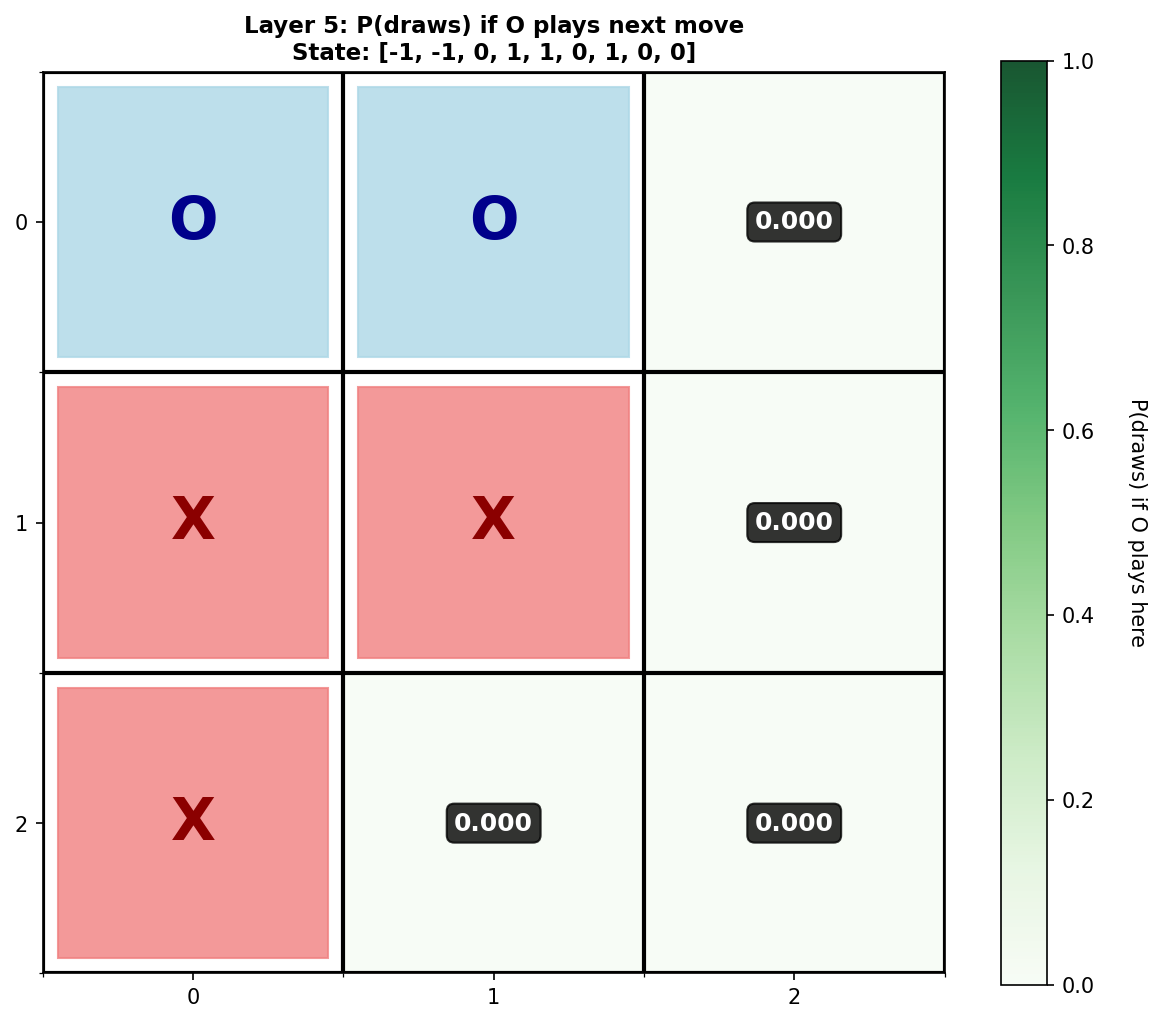 Layer 5: P(draws) if O plays next move
State: [-1, -1, 0, 1, 1, 0, 1, 0, 0]
0
O
O
0.000
1
X
X
0.000
2
X
0.000
0.000
0
1
2
1.0
0.8
0.6
0.4
0.2
0.0
P(draws) if O plays here